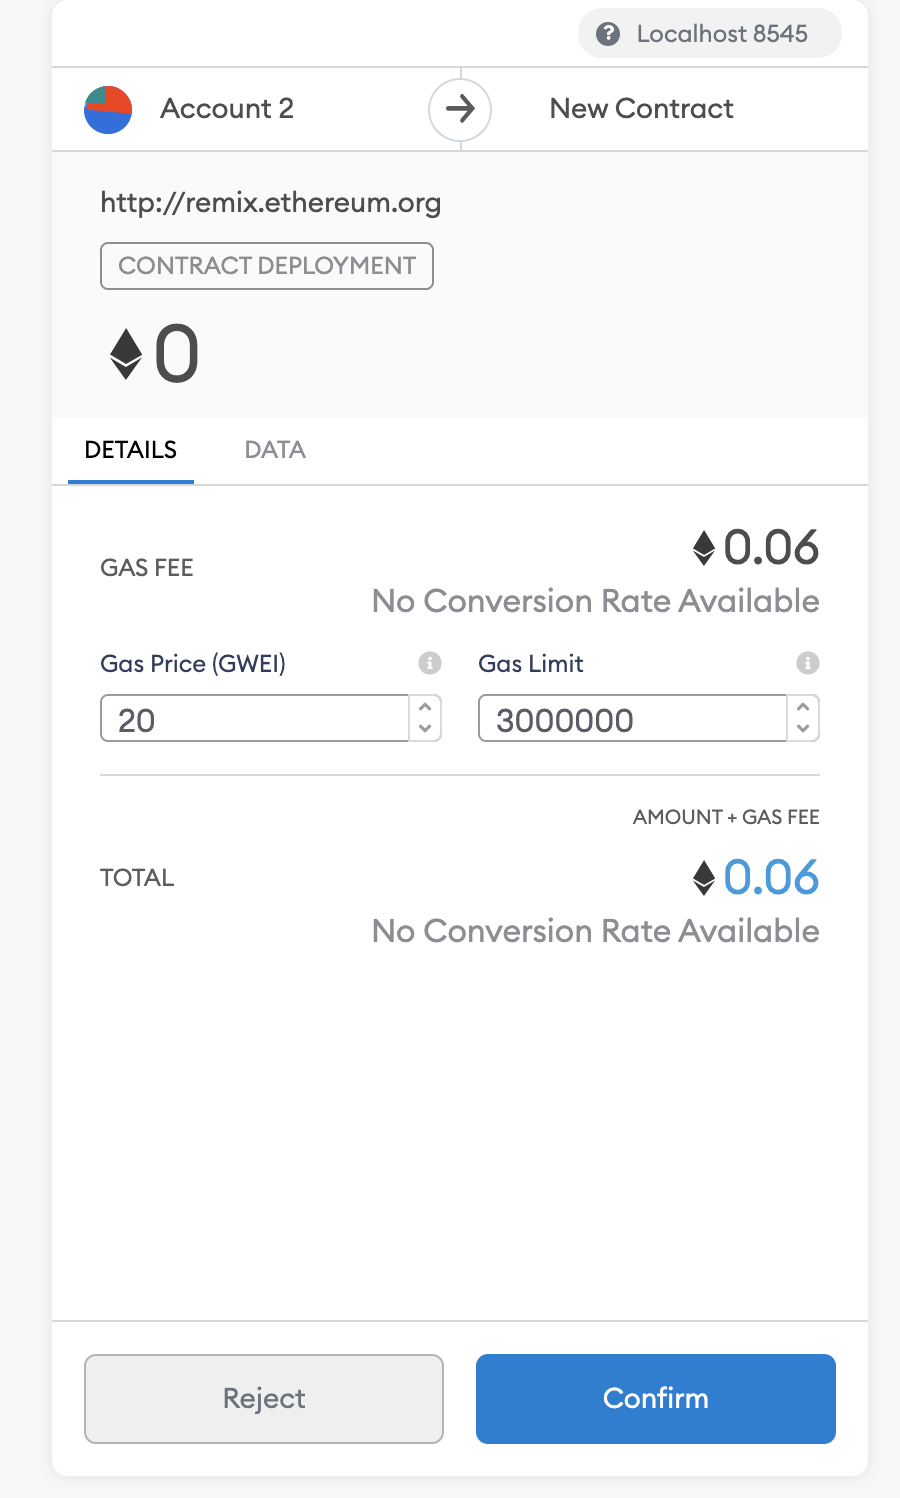 Localhost 8545
Account 2
New Contract
http://remix.ethereum.org
CONTRACT DEPLOYMENT
0
DETAILS DATA
GAS FEE
0.06
No Conversion Rate Available
Gas Price (GWEI)
Gas Limit
20
3000000
AMOUNT + GAS FEE
TOTAL
0.06
No Conversion Rate Available
Reject
Confirm